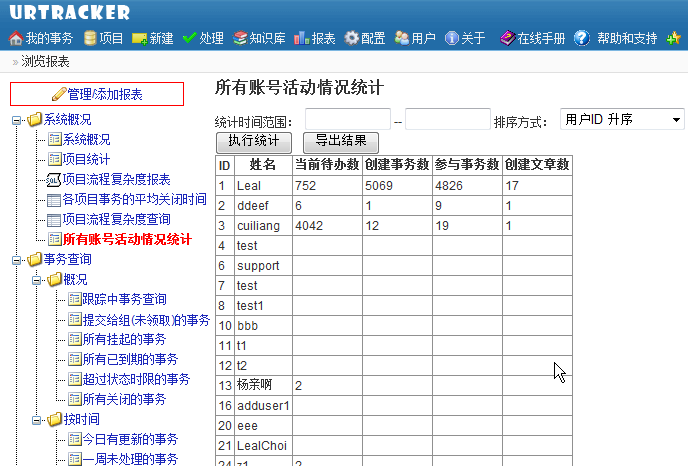 URTRACKER
我的事务 项目 新建 处理 知识库 报表 配置 用户 关于 在线手册 帮助和支持
» 浏览报表
管理/添加报表
系统概况
系统概况
项目统计
项目流程复杂度报表
各项目事务的平均关闭时间
项目流程复杂度查询
所有账号活动情况统计
事务查询
概况
跟踪中事务查询
提交给组(未领取)的事务
所有挂起的事务
所有已到期的事务
超过状态时限的事务
所有关闭的事务
按时间
今日有更新的事务
一周未处理的事务
所有账号活动情况统计
统计时间范围: -- 排序方式: 用户ID 升序
执行统计 导出结果
ID 姓名 当前待办数 创建事务数 参与事务数 创建文章数
1 Leal 752 5069 4826 17
2 ddeef 6 1 9 1
3 cuiliang 4042 12 19 1
4 test
6 support
7 test
8 test1
10 bbb
11 t1
12 t2
13 杨亲啊 2
16 adduser1
20 eee
21 LealChoi
24 z1 2